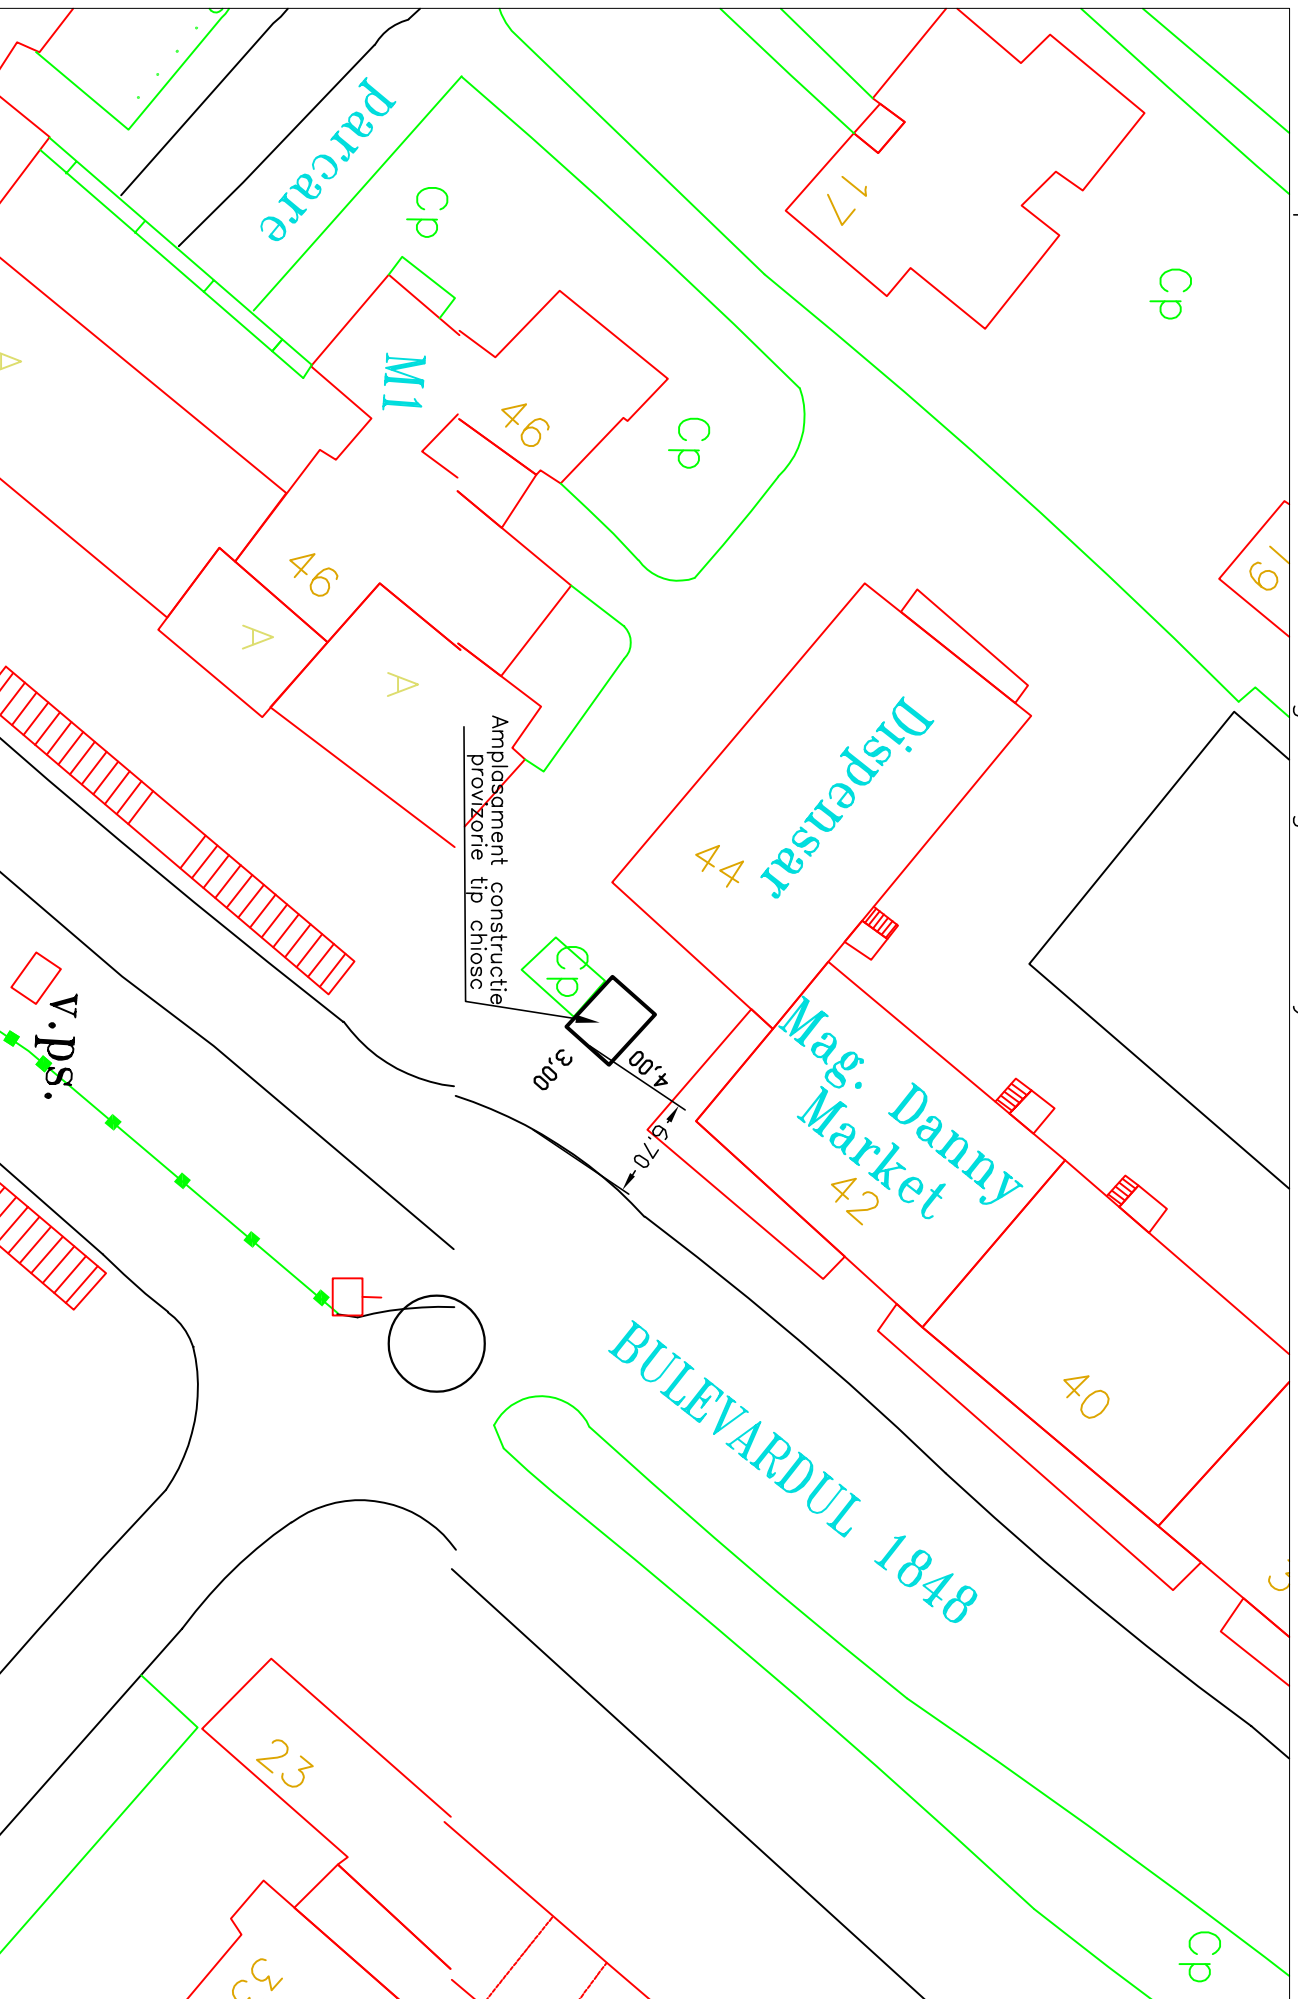 parcare
Cp
17
Cp
M1
46
Cp
46
A
A
A
19
Dispensar
44
Amplasament constructie
provizorie tip chiosc
Cp
3,00
4,00
6.70
v.ps.
Mag. Danny
Market
42
40
BULEVARDUL 1848
23
Cp